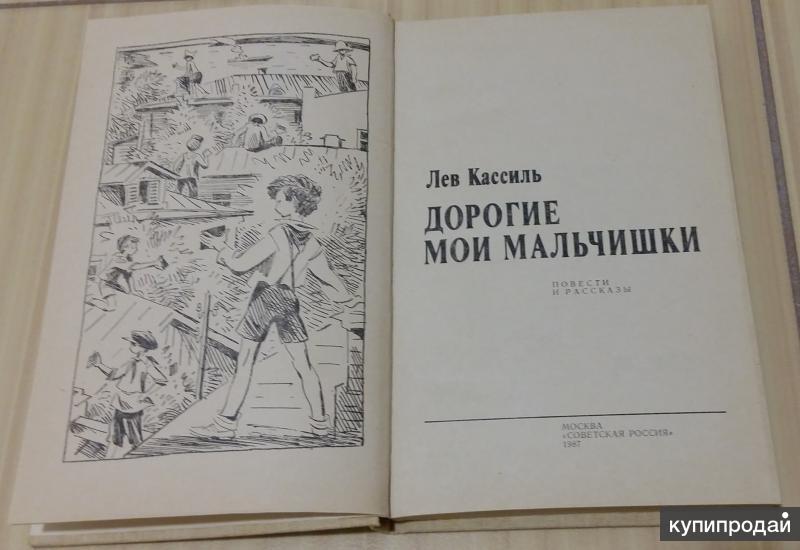 Лев Кассиль
ДОРОГИЕ
МОИ МАЛЬЧИШКИ
ПОВЕСТИ
И РАССКАЗЫ
МОСКВА
«СОВЕТСКАЯ РОССИЯ»
1987
купипродай